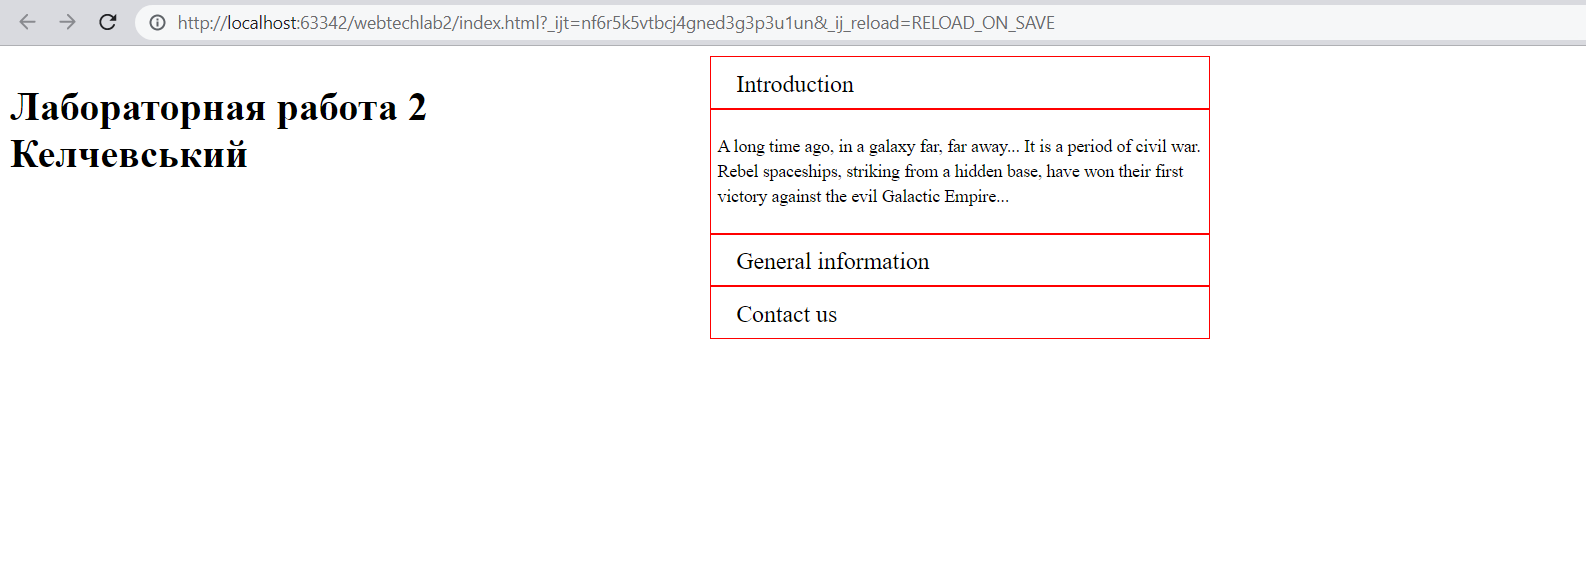 http://localhost:63342/webtechlab2/index.html?_ijt=nf6r5k5vtbcj4gned3g3p3u1un&_ij_reload=RELOAD_ON_SAVE
Лабораторная работа 2
Келчевський
Introduction
A long time ago, in a galaxy far, far away... It is a period of civil war.
Rebel spaceships, striking from a hidden base, have won their first
victory against the evil Galactic Empire...
General information
Contact us